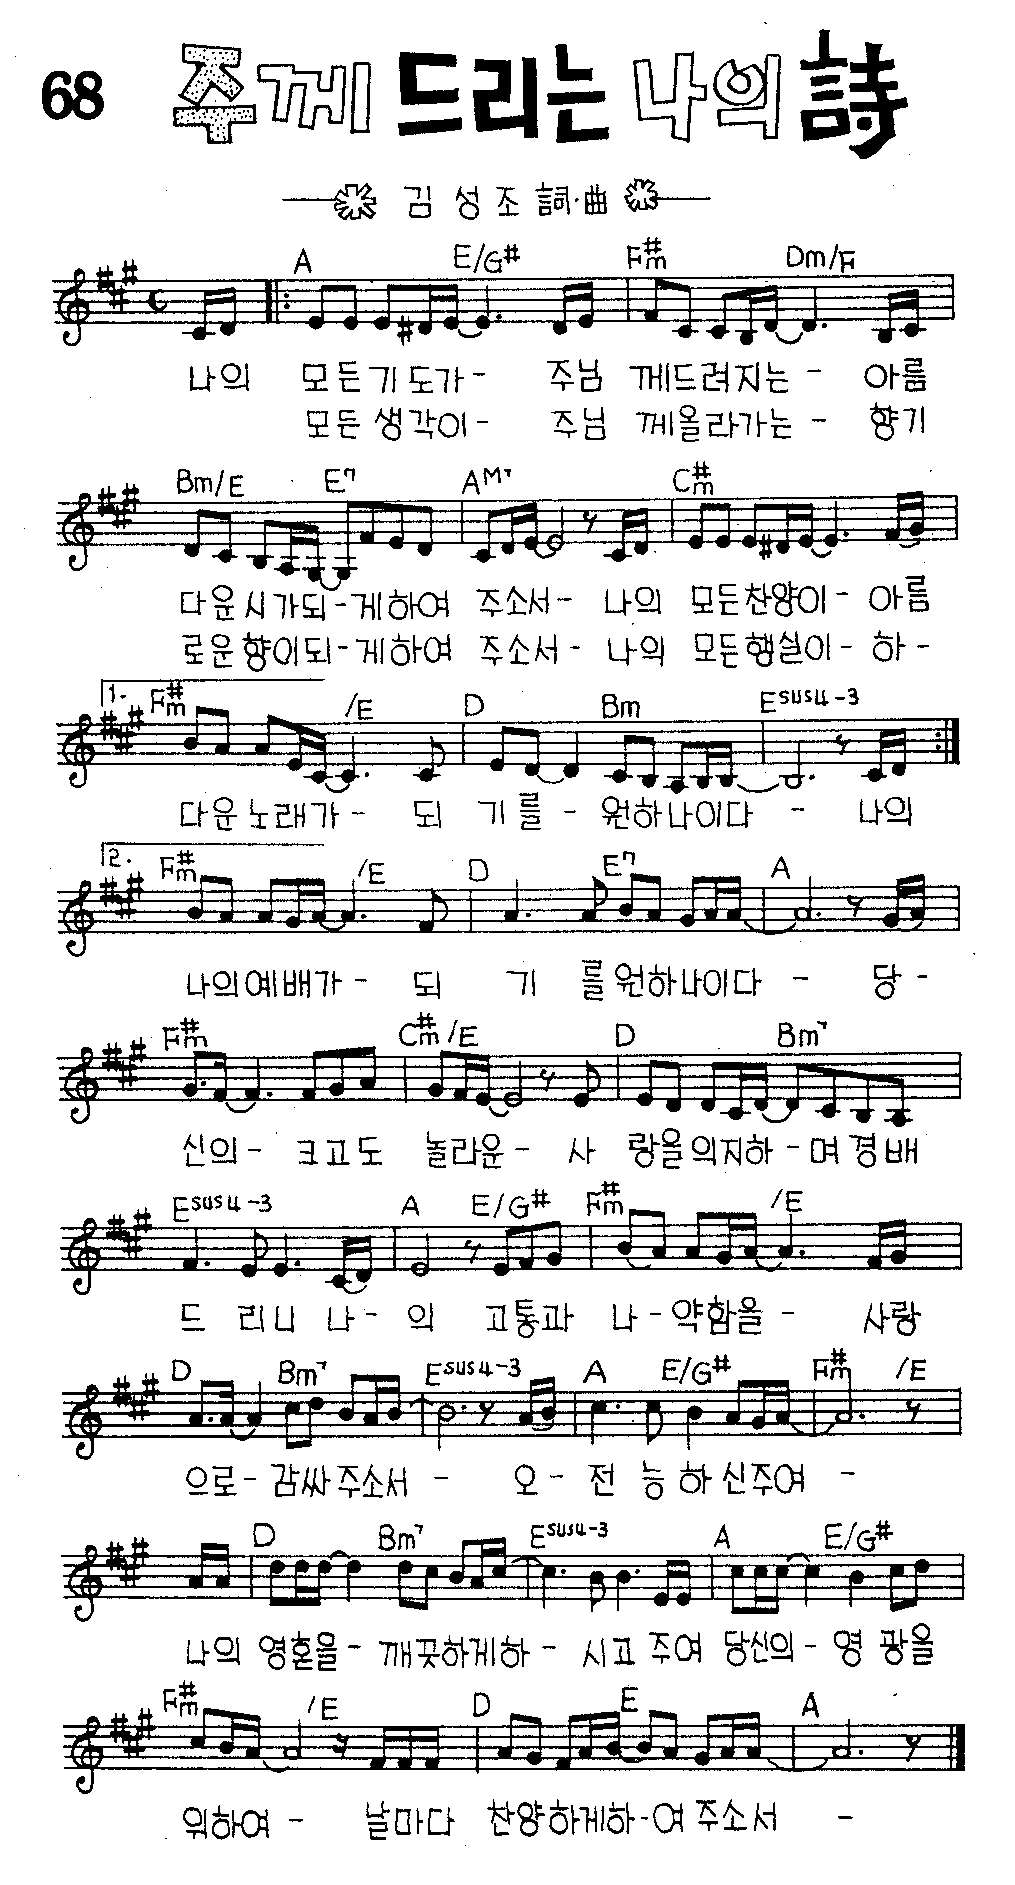 68 주께 드리는 나의 詩
김성조 詞·曲
A E/G# F#m Dm/F
나의 모든기도가- 주님 께드려지는- 아름
모든 생각이- 주님 께올라가는- 향기
Bm/E E7 AM7 C#m
다운시가되-게하여 주소서- 나의 모든찬양이- 아름
로운향이되-게하여 주소서- 나의 모든행실이- 하-
1. F#m /E D Bm Esus4-3
다운노래가- 되 기를- 원하나이다 - 나의
2. F#m /E D E7 A
나의예배가- 되 기 를원하나이다 - 당-
F#m C#m/E D Bm7
신의- 크고도 놀라운- 사 랑을의지하-며경배
Esus4-3 A E/G# F#m /E
드 리니 나- 의 고통과 나-약함을- 사랑
D Bm7 Esus4-3 A E/G# F#m /E
으로-감싸주소서 - 오- 전 능하신주여 -
D Bm7 Esus4-3 A E/G#
나의 영혼을- 깨끗하게하- 시고 주여 당신의- 영 광을
F#m /E D E A
위하여- 날마다 찬양하게하-여주소서 -